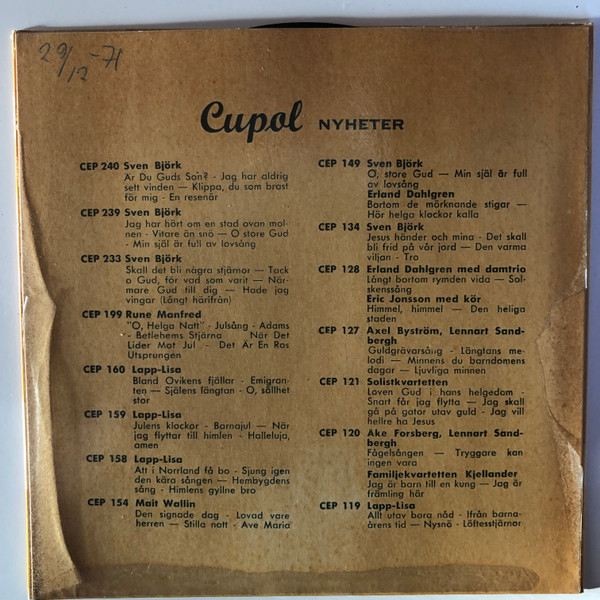 29/12 -71
Cupol NYHETER
CEP 240 Sven Björk
Är Du Guds Son? - Jag har aldrig
sett vinden — Klippa, du som brast
för mig - En resenär
CEP 239 Sven Björk
Jag har hört om en stad ovan mol-
nen - Vitare än snö — O store Gud
- Min själ är full av lovsång
CEP 233 Sven Björk
Skall det bli några stjärnor — Tack
o Gud, för vad som varit — När-
mare Gud till dig — Hade jag
vingar (Långt härifrån)
CEP 199 Rune Manfred
"O, Helga Natt" - Julsång - Adams
- Betlehems Stjärna När Det
Lider Mot Jul - Det Är En Ros
Utsprungen
CEP 160 Lapp-Lisa
Bland Ovikens fjällar - Emigran-
ten — Själens längtan - O, sällhet
stor
CEP 159 Lapp-Lisa
Julens klockor - Barnajul — När
jag flyttar till himlen - Halleluja,
amen
CEP 158 Lapp-Lisa
Att i Norrland få bo - Sjung igen
den kära sången — Hembygdens
sång - Himlens gyllne bro
CEP 154 Mait Wallin
Den signade dag - Lovad vare
herren — Stilla natt - Ave Maria
CEP 149 Sven Björk
O, store Gud — Min själ är full
av lovsång
Erland Dahlgren
Bortom de mörknande stigar —
Hör helga klockor kalla
CEP 134 Sven Björk
Jesus händer och mina - Det skall
bli frid på vår jord — Den varma
viljan - Tro
CEP 128 Erland Dahlgren med damtrio
Långt bortom rymden vida — Sol-
skenssång
Eric Jonsson med kör
Himmel, himmel — Den heliga
staden
CEP 127 Axel Byström, Lennart Sand-
bergh
Guldgrävarsång - Längtans me-
lodi — Minnens du barndomens
dagar — Ljuvliga minnen
CEP 121 Solistkvartetten
Loven Gud i hans helgedom -
Snart får jag flytta — Jag skall
gå på gator utav guld - Jag vill
hellre ha Jesus
CEP 120 Åke Forsberg, Lennart Sand-
bergh
Fågelsången — Tryggare kan
ingen vara
Familjekvartetten Kjellander
Jag är barn till en kung — Jag är
främling här
CEP 119 Lapp-Lisa
Allt utav bara nåd - Ifrån barna-
årens tid — Nysnö - Löftesstjärnor